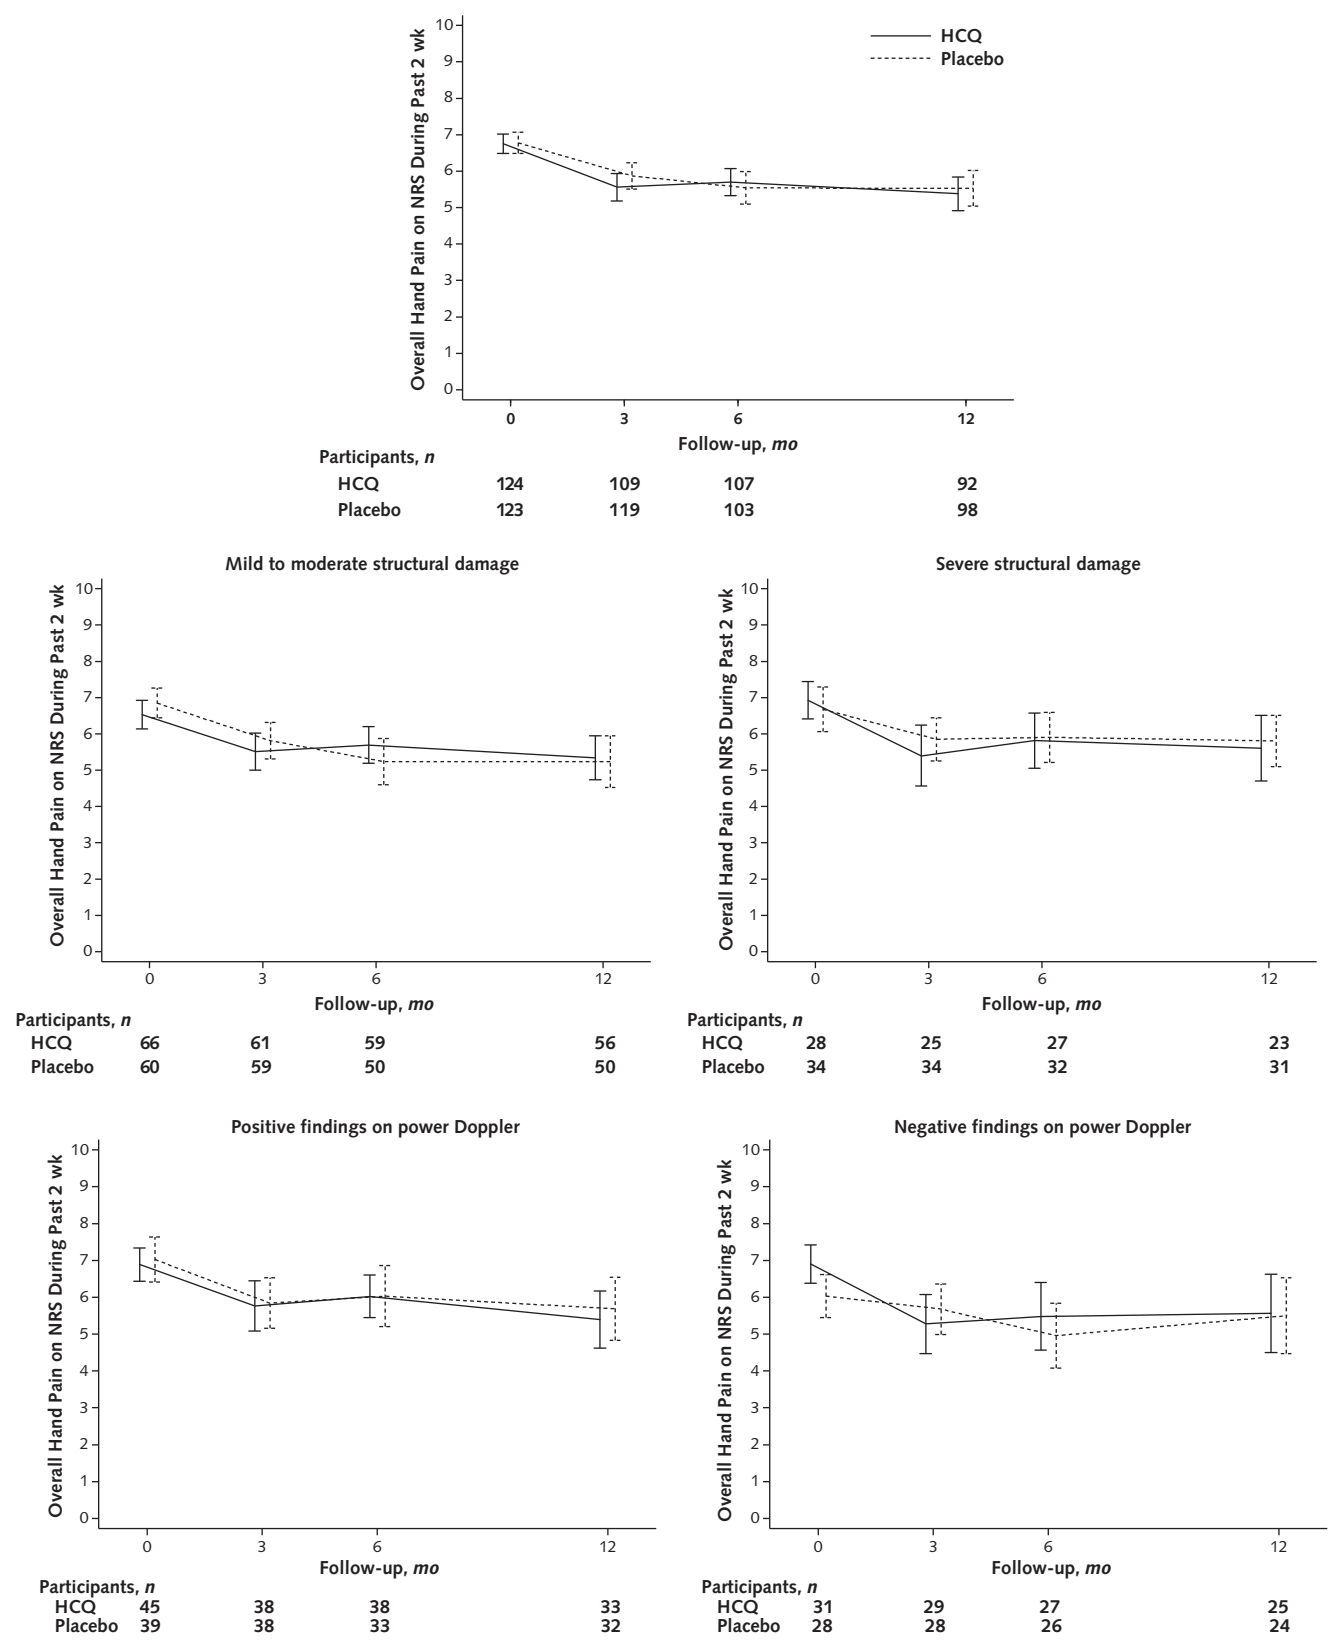 HCQ
Placebo
Overall Hand Pain on NRS During Past 2 wk
10
9
8
7
6
5
4
3
2
1
0
0 3 6 12
Follow-up, mo
Participants, n
HCQ 124 109 107 92
Placebo 123 119 103 98
Mild to moderate structural damage
Overall Hand Pain on NRS During Past 2 wk
10
9
8
7
6
5
4
3
2
1
0
0 3 6 12
Follow-up, mo
Participants, n
HCQ 66 61 59 56
Placebo 60 59 50 50
Severe structural damage
Overall Hand Pain on NRS During Past 2 wk
10
9
8
7
6
5
4
3
2
1
0
0 3 6 12
Follow-up, mo
Participants, n
HCQ 28 25 27 23
Placebo 34 34 32 31
Positive findings on power Doppler
Overall Hand Pain on NRS During Past 2 wk
10
9
8
7
6
5
4
3
2
1
0
0 3 6 12
Follow-up, mo
Participants, n
HCQ 45 38 38 33
Placebo 39 38 33 32
Negative findings on power Doppler
Overall Hand Pain on NRS During Past 2 wk
10
9
8
7
6
5
4
3
2
1
0
0 3 6 12
Follow-up, mo
Participants, n
HCQ 31 29 27 25
Placebo 28 28 26 24